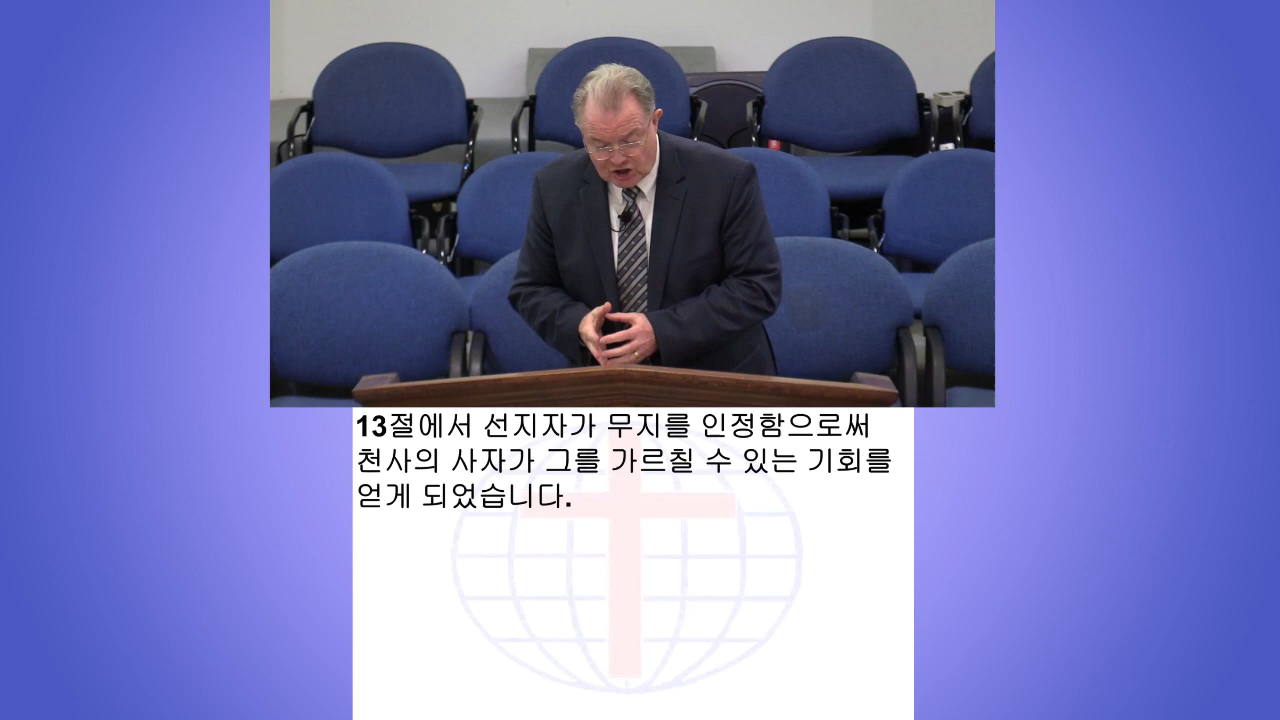 13절에서 선지자가 무지를 인정함으로써
천사의 사자가 그를 가르칠 수 있는 기회를
얻게 되었습니다.